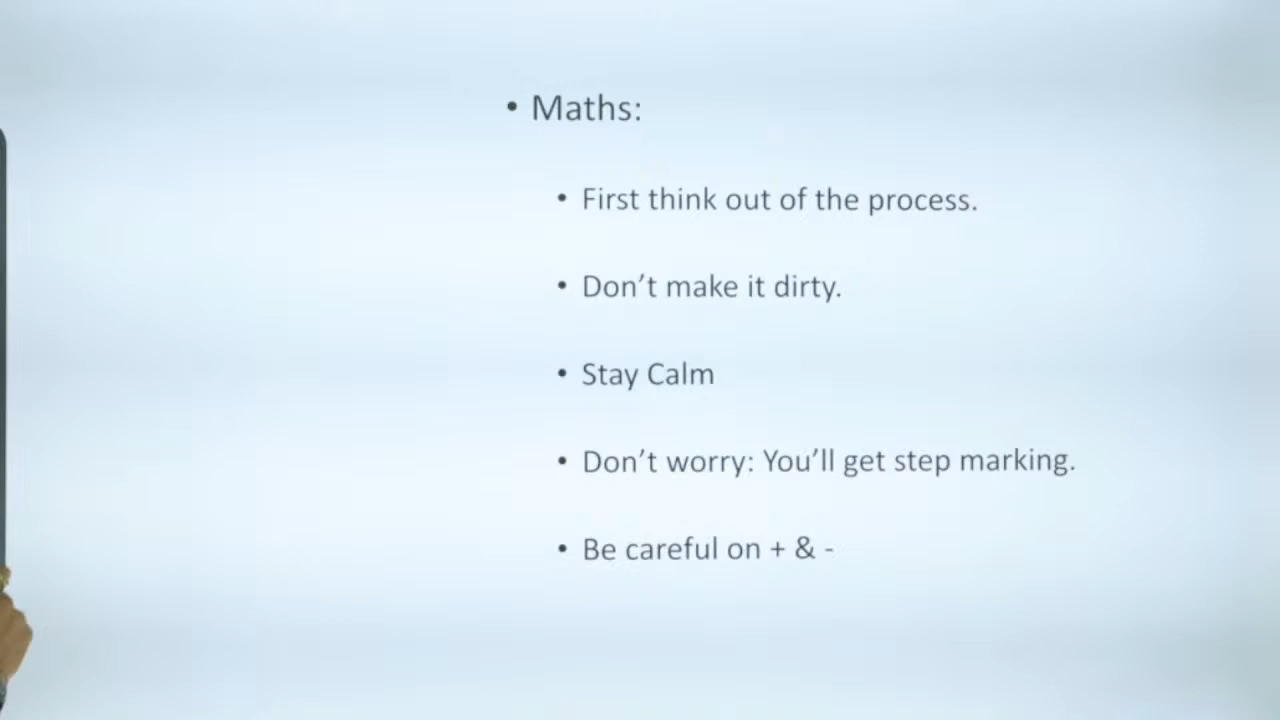 • Maths:
• First think out of the process.
• Don’t make it dirty.
• Stay Calm
• Don’t worry: You’ll get step marking.
• Be careful on + & -